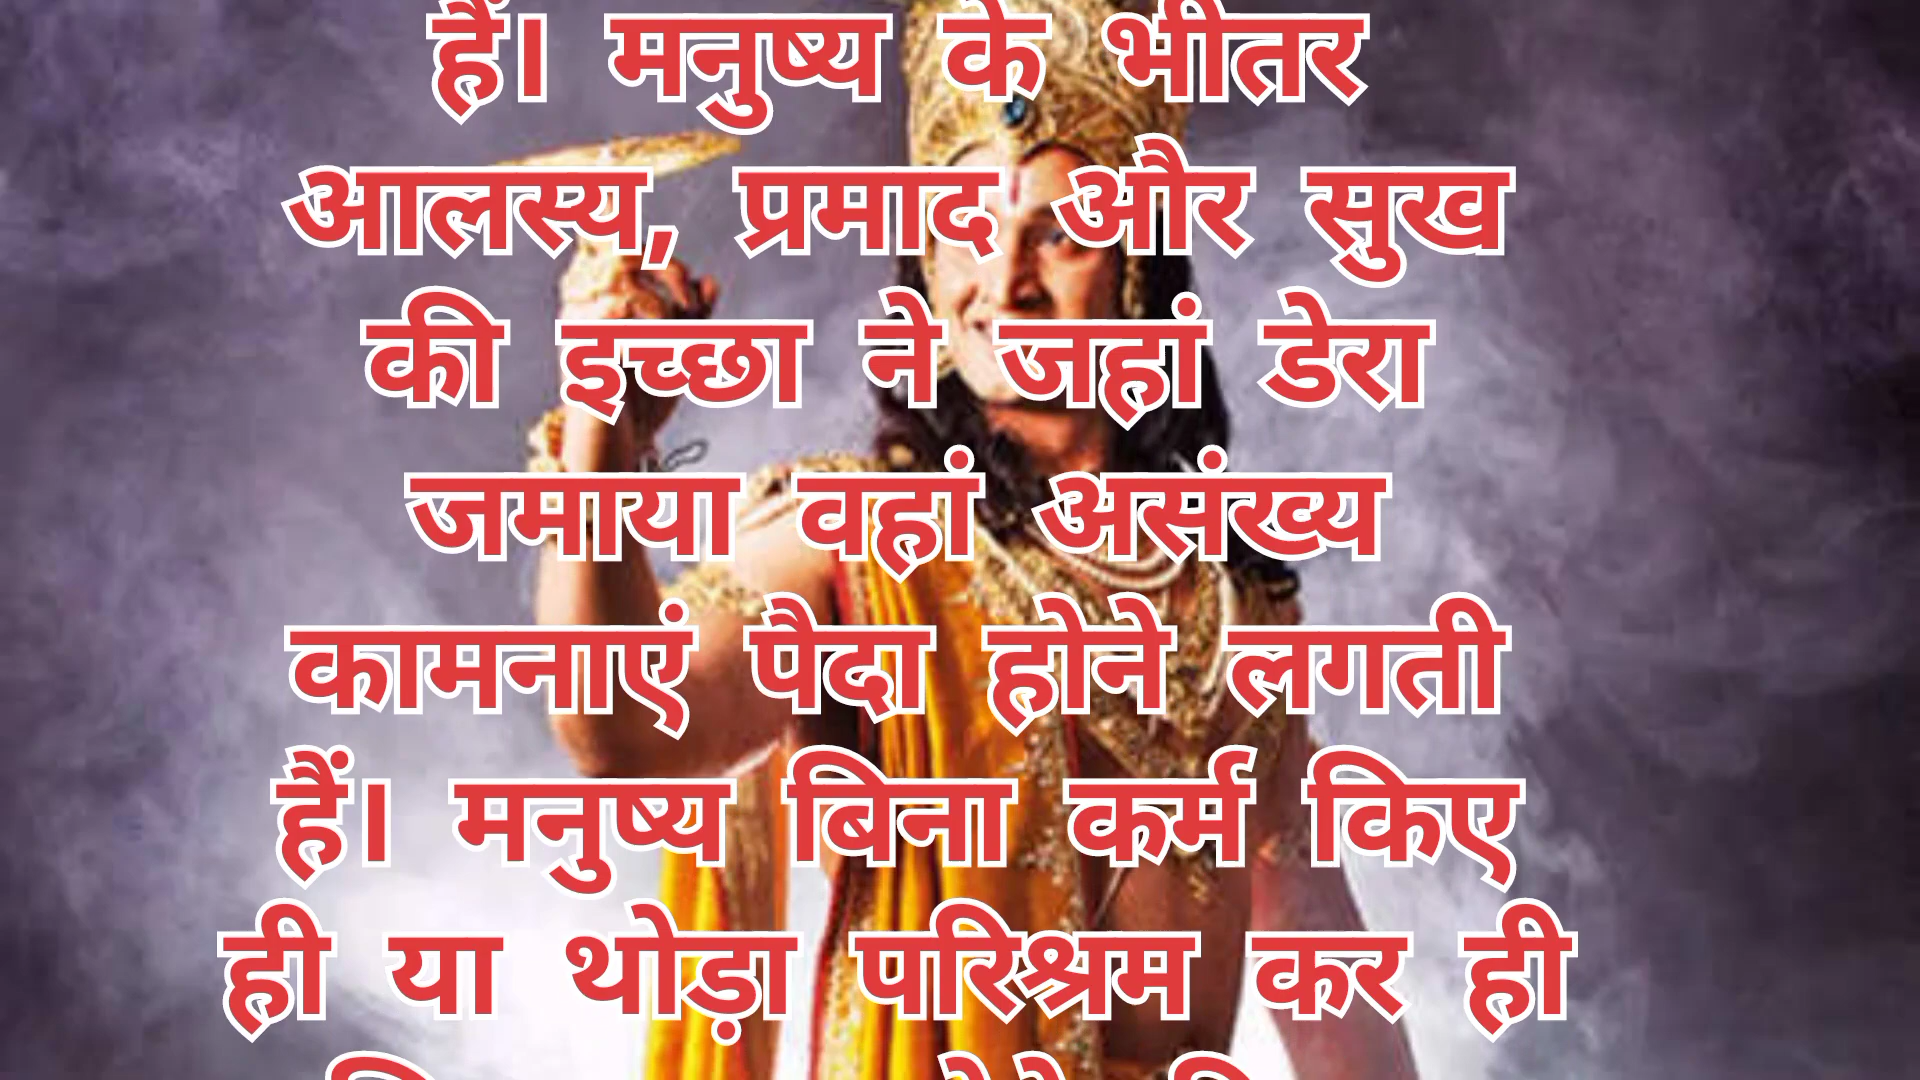 हैं। मनुष्य के भीतर
आलस्य, प्रमाद और सुख
की इच्छा ने जहां डेरा
जमाया वहां असंख्य
कामनाएं पैदा होने लगती
हैं। मनुष्य बिना कर्म किए
ही या थोड़ा परिश्रम कर ही